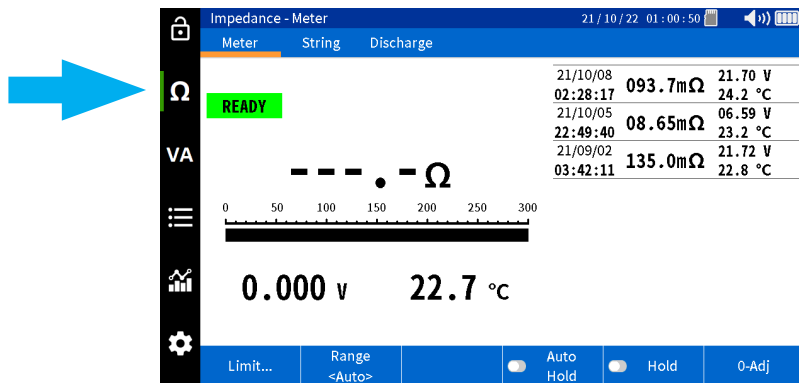 Impedance - Meter 21/10/22 01:00:50
Meter String Discharge
Ω
VA
READY
---.-Ω
0 50 100 150 200 250 300
0.000 V 22.7 °C
21/10/08 093.7mΩ 21.70 V
02:28:17 24.2 °C
21/10/05 08.65mΩ 06.59 V
22:49:40 23.2 °C
21/09/02 135.0mΩ 21.72 V
03:42:11 22.8 °C
Limit...
Range
<Auto>
Auto
Hold
Hold
0-Adj